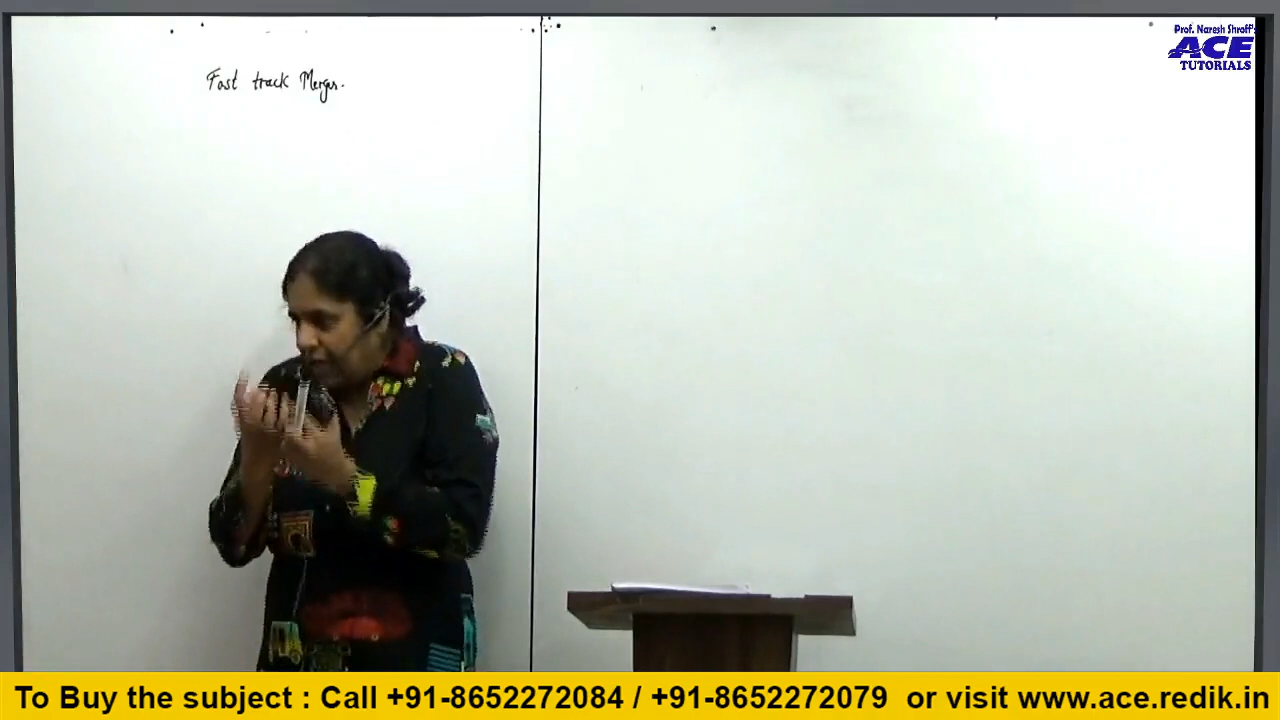 Prof. Naresh Shroff's
ACE
TUTORIALS
Fast track Merger.
To Buy the subject : Call +91-8652272084 / +91-8652272079 or visit www.ace.redik.in